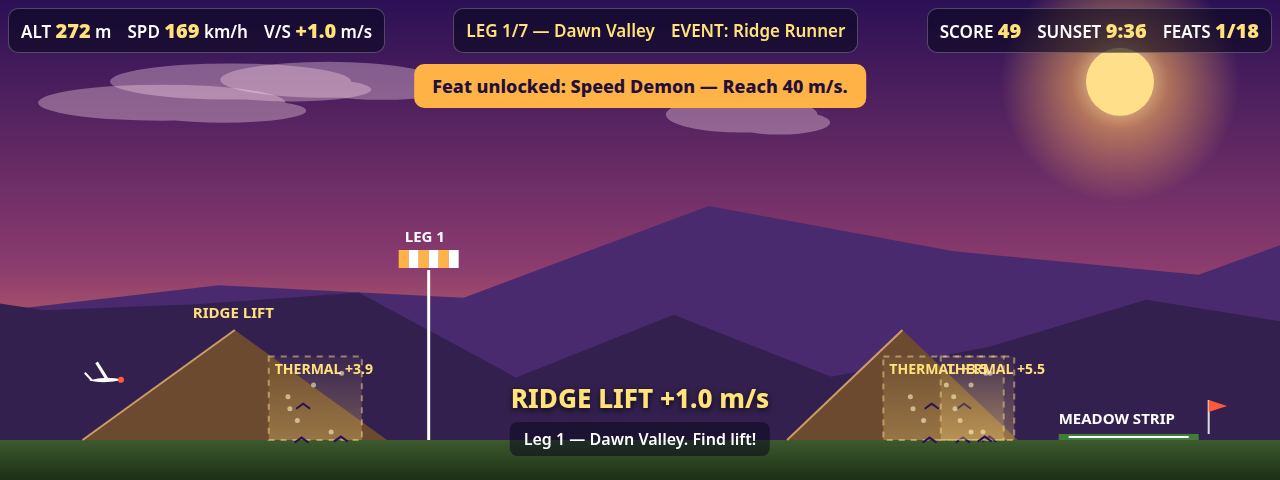 ALT 272 m SPD 169 km/h V/S +1.0 m/s
LEG 1/7 — Dawn Valley EVENT: Ridge Runner
SCORE 49 SUNSET 9:36 FEATS 1/18
Feat unlocked: Speed Demon — Reach 40 m/s.
LEG 1
RIDGE LIFT
THERMAL +3.9
THERMAL
THERMAL +5.5
RIDGE LIFT +1.0 m/s
MEADOW STRIP
Leg 1 — Dawn Valley. Find lift!